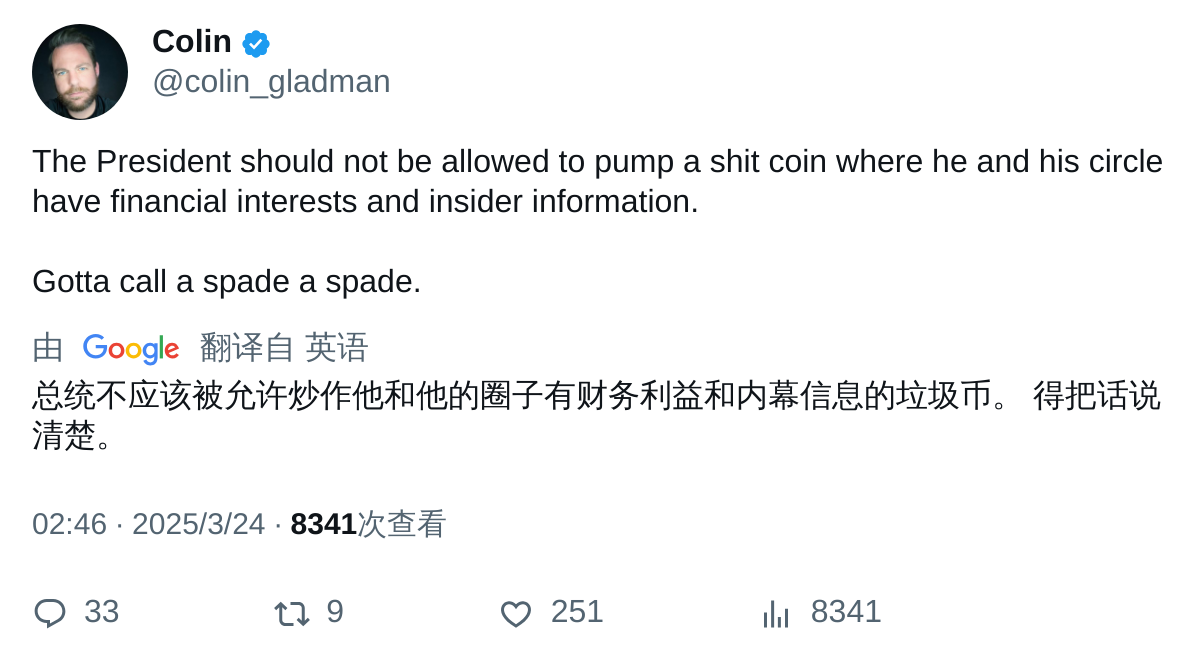 Colin
@colin_gladman
The President should not be allowed to pump a shit coin where he and his circle
have financial interests and insider information.
Gotta call a spade a spade.
由 Google 翻译自 英语
总统不应该被允许炒作他和他的圈子有财务利益和内幕信息的垃圾币。 得把话说
清楚。
02:46 · 2025/3/24 · 8341次查看
33 9 251 8341